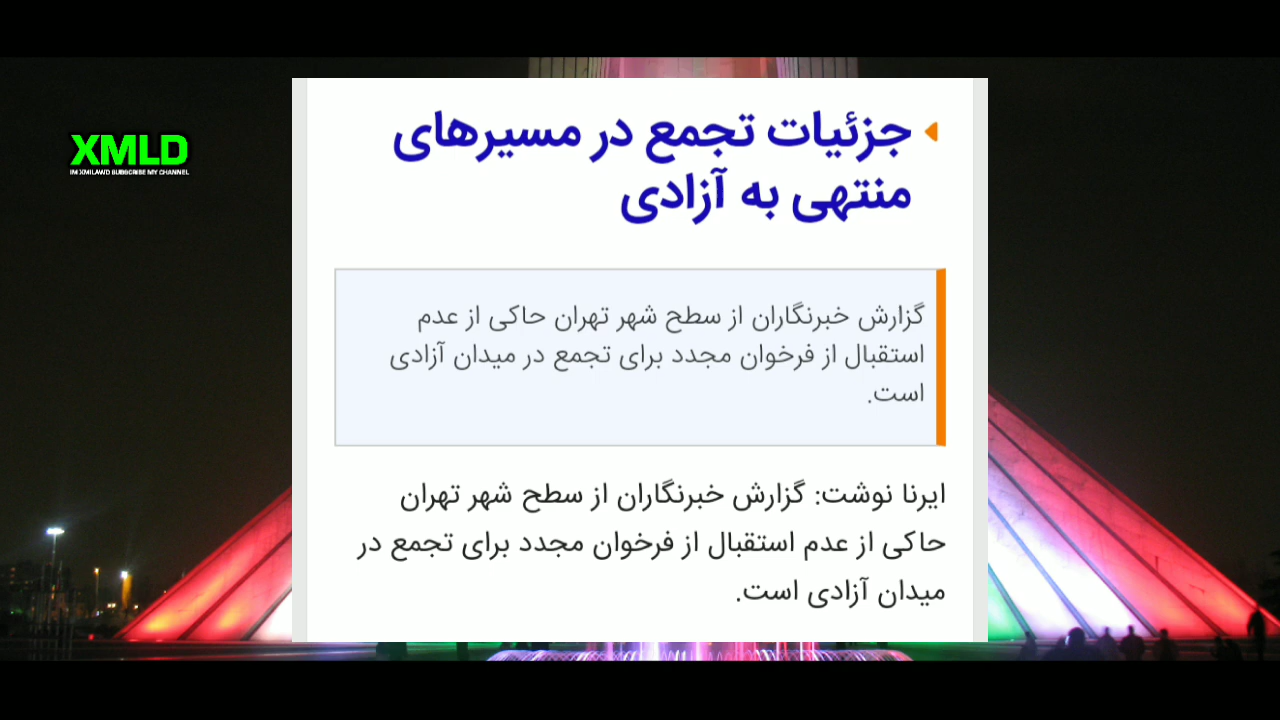 XMLD
IM XMILAWD SUBSCRIBE MY CHANNEL
جزئیات تجمع در مسیرهای
منتهی به آزادی
گزارش خبرنگاران از سطح شهر تهران حاکی از عدم
استقبال از فرخوان مجدد برای تجمع در میدان آزادی
است.
ایرنا نوشت: گزارش خبرنگاران از سطح شهر تهران
حاکی از عدم استقبال از فرخوان مجدد برای تجمع در
میدان آزادی است.